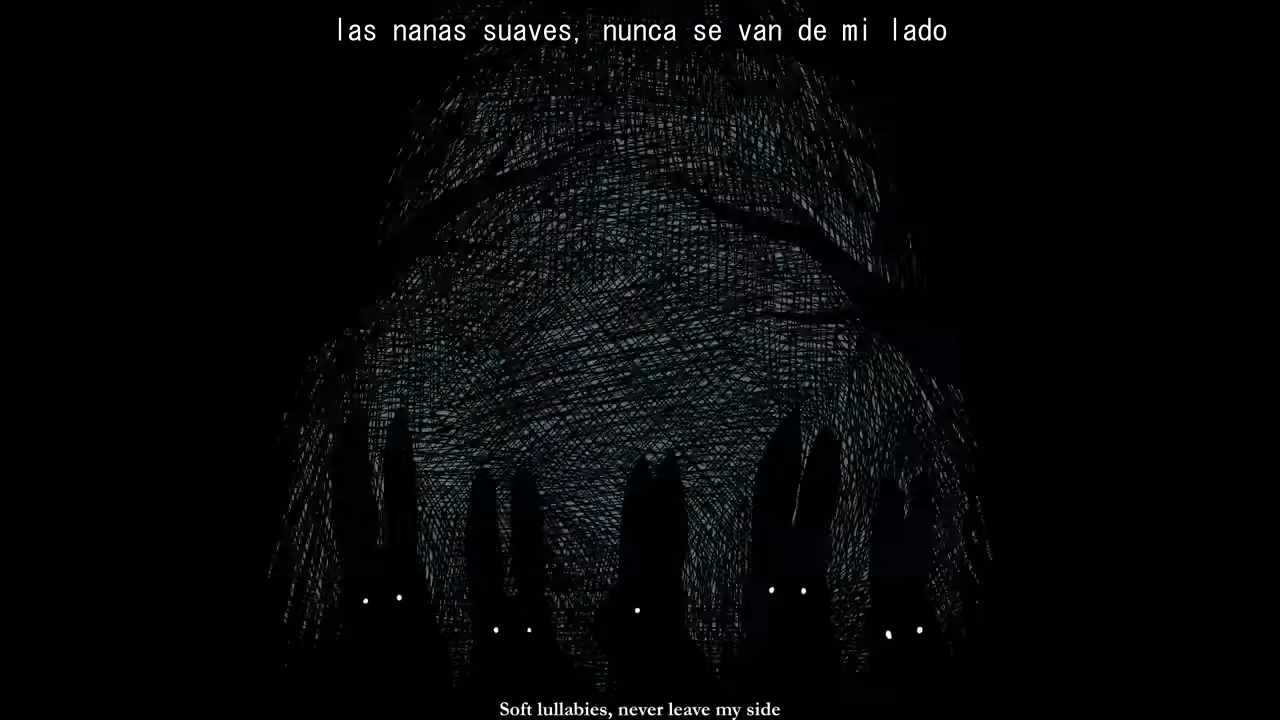 las nanas suaves, nunca se van de mi lado
Soft lullabies, never leave my side